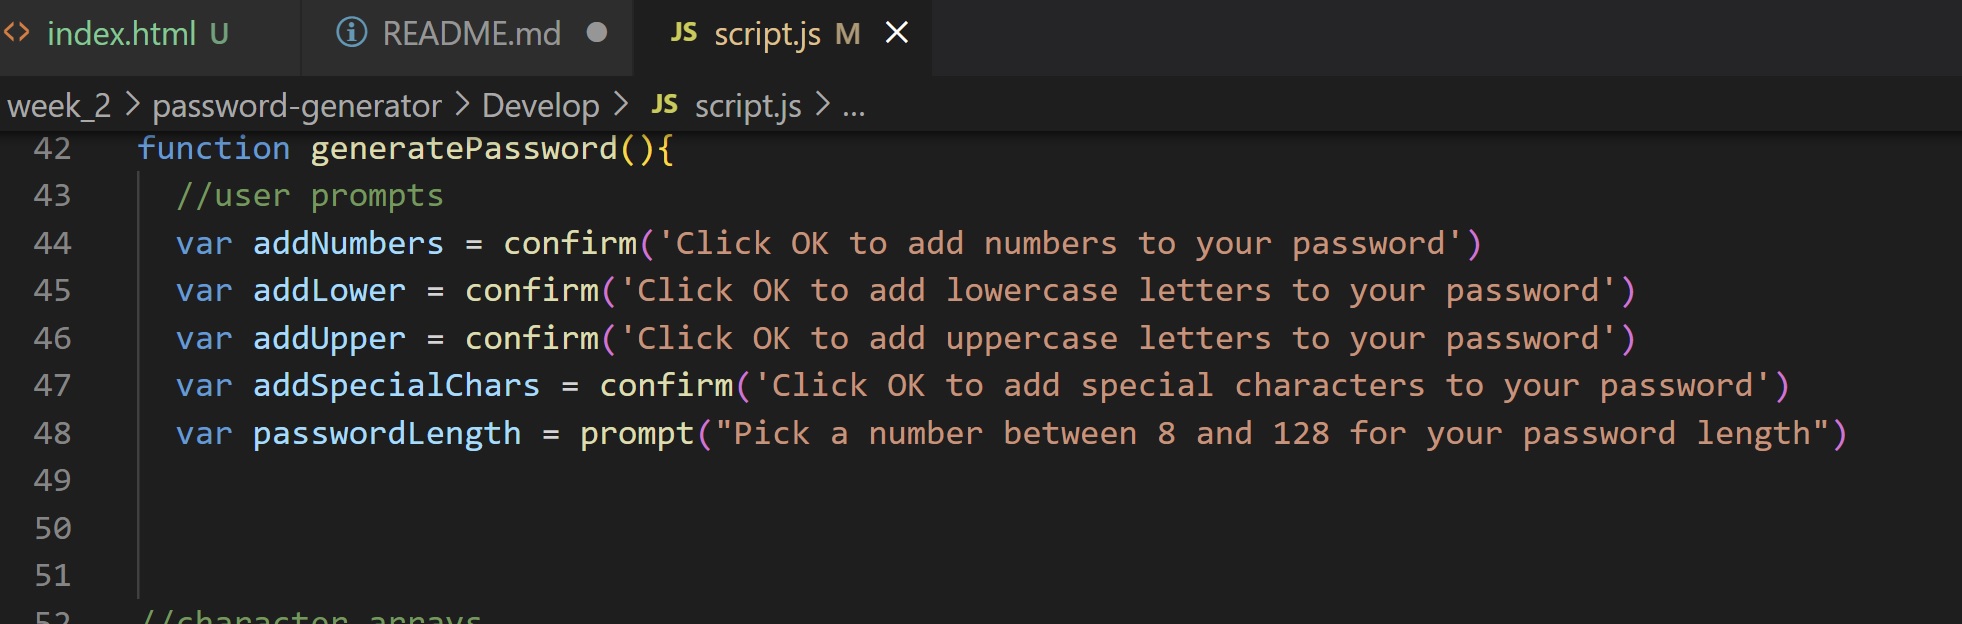 <> index.html U README.md ● JS script.js M ×
week_2 > password-generator > Develop > JS script.js > ...
42 function generatePassword(){
43 //user prompts
44 var addNumbers = confirm('Click OK to add numbers to your password')
45 var addLower = confirm('Click OK to add lowercase letters to your password')
46 var addUpper = confirm('Click OK to add uppercase letters to your password')
47 var addSpecialChars = confirm('Click OK to add special characters to your password')
48 var passwordLength = prompt("Pick a number between 8 and 128 for your password length")
49
50
51
52 //character arrays